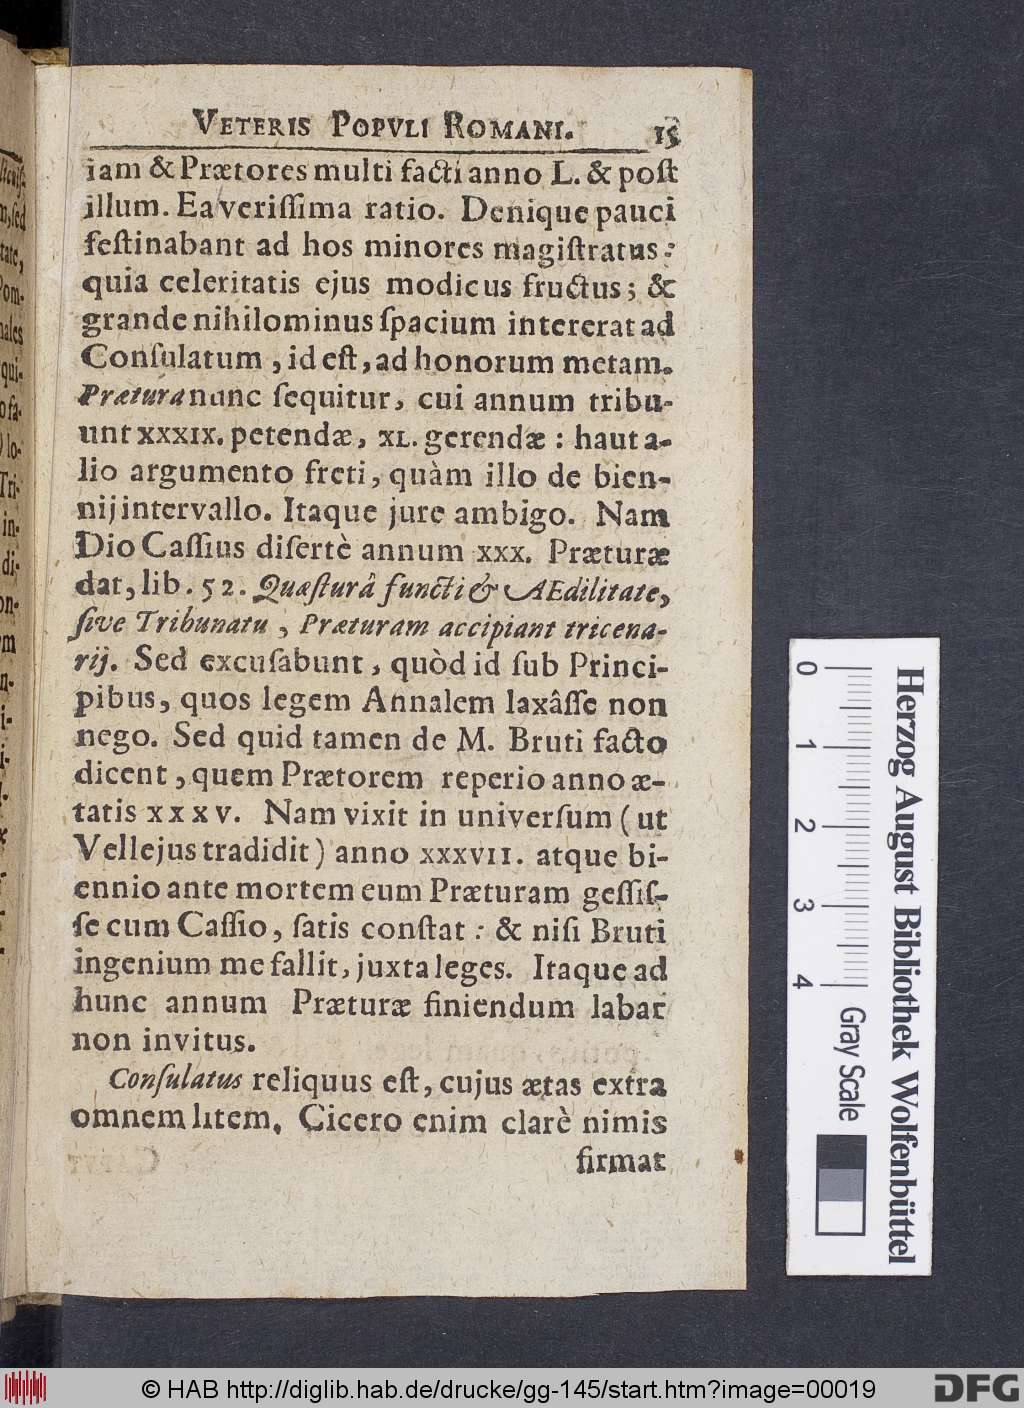 VETERIS POPVLI ROMANI. 15
iam & Prætores multi facti anno L. & poſt
illum. Ea veriſſima ratio. Denique pauci
feſtinabant ad hos minores magiſtratus:
quia celeritatis ejus modicus fructus; &
grande nihilominus ſpacium intererat ad
Conſulatum, id eſt, ad honorum metam.
Prætura nunc ſequitur, cui annum tribu-
unt XXXIX. petendæ, XL. gerendæ: haut a-
lio argumento freti, quàm illo de bien-
nij intervallo. Itaque jure ambigo. Nam
Dio Caſſius diſertè annum XXX. Præturæ
dat, lib. 52. Quæſturâ functi & AEdilitate,
ſive Tribunatu, Præturam accipiant tricena-
rij. Sed excuſabunt, quòd id ſub Princi-
pibus, quos legem Annalem laxâſſe non
nego. Sed quid tamen de M. Bruti facto
dicent, quem Prætorem reperio anno æ-
tatis XXXV. Nam vixit in univerſum (ut
Vellejus tradidit) anno XXXVII. atque bi-
ennio ante mortem eum Præturam geſſiſ-
ſe cum Caſſio, ſatis conſtat: & niſi Bruti
ingenium me fallit, juxta leges. Itaque ad
hunc annum Præturæ finiendum labat
non invitus.
Conſulatus reliquus eſt, cujus ætas extra
omnem litem. Cicero enim clarè nimis
firmat
0 1 2 3 4
Herzog August Bibliothek Wolfenbüttel
Gray Scale
© HAB http://diglib.hab.de/drucke/gg-145/start.htm?image=00019
DFG